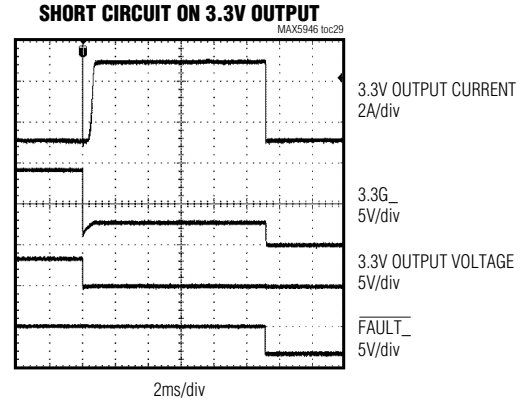 SHORT CIRCUIT ON 3.3V OUTPUT
MAX5946 toc29
3.3V OUTPUT CURRENT
2A/div
3.3G_
5V/div
3.3V OUTPUT VOLTAGE
5V/div
FAULT_
5V/div
2ms/div